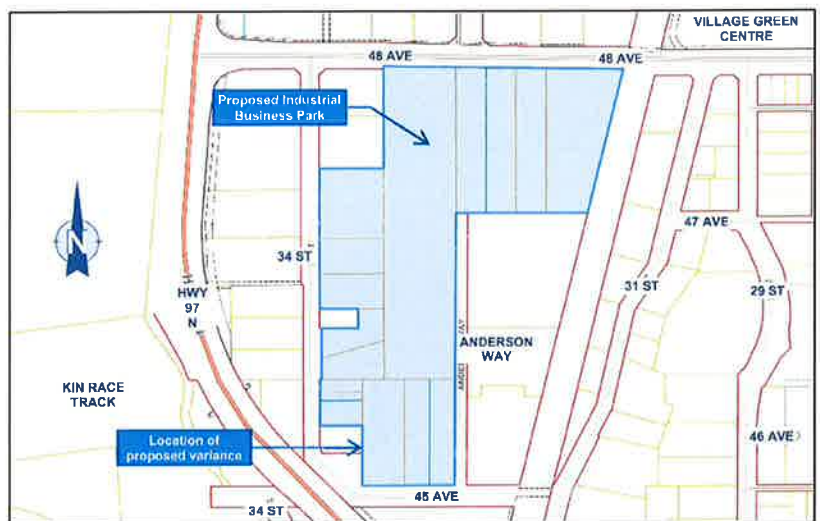 VILLAGE GREEN
CENTRE
48 AVE
48 AVE
Proposed Industrial
Business Park
N
47 AVE
34 ST
31 ST
29 ST
HWY
97
N
ANDERSON
WAY
KIN RACE
TRACK
46 AVE
Location of
proposed variance
45 AVE
34 ST